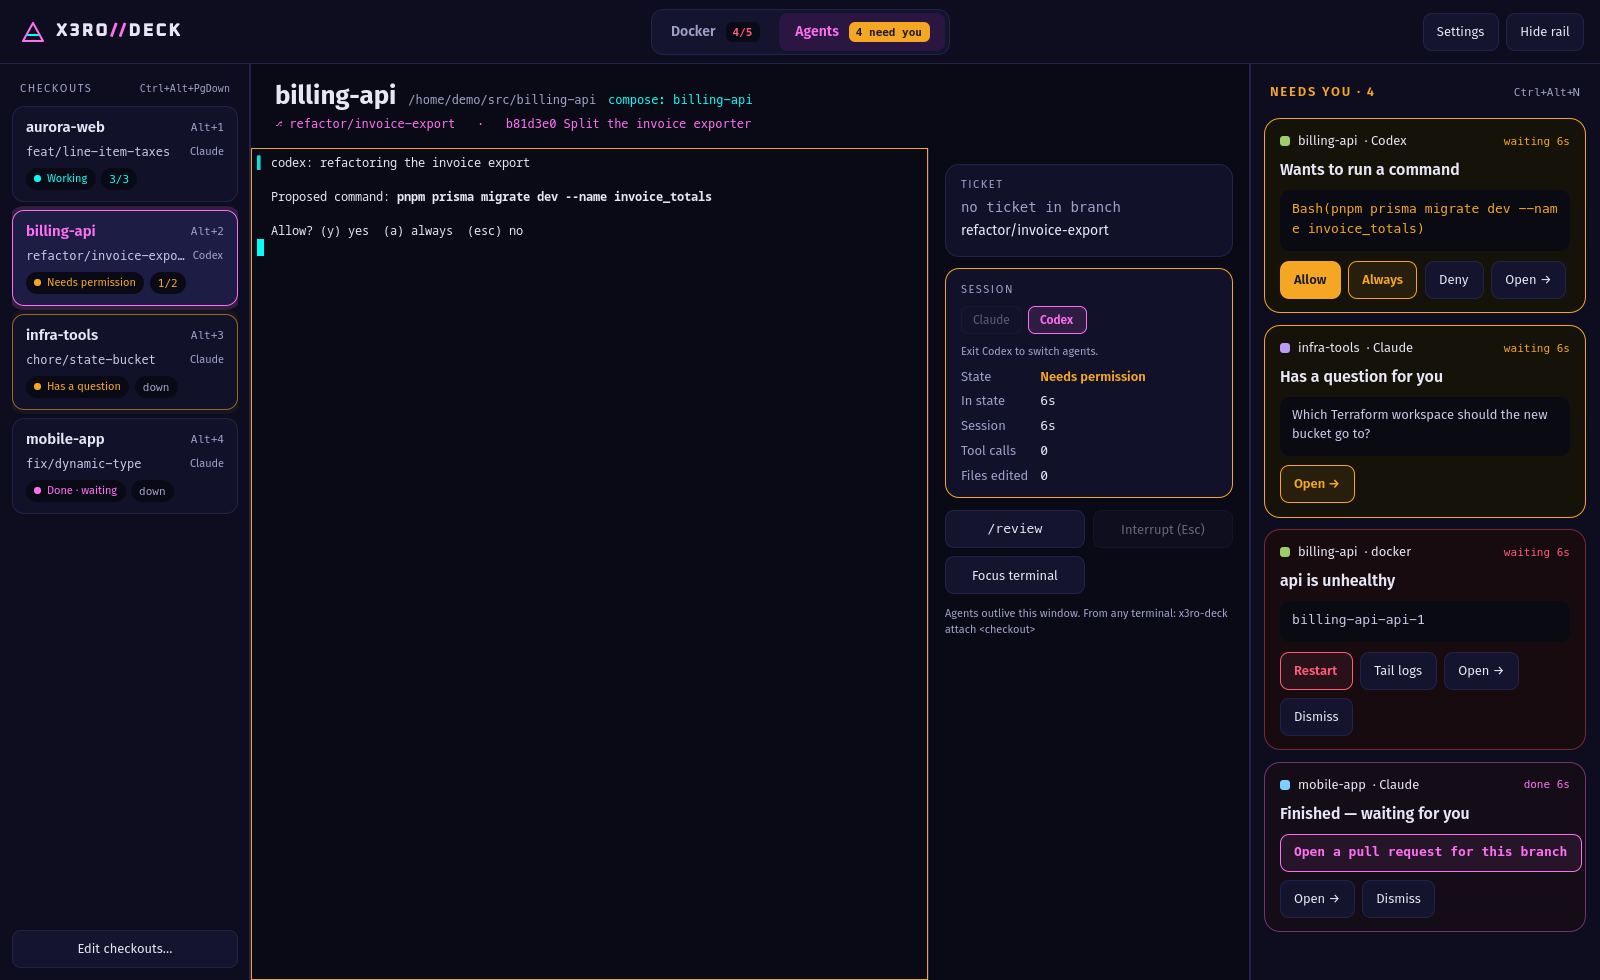 X3RO//DECK
Docker 4/5
Agents 4 need you
Settings
Hide rail
CHECKOUTS Ctrl+Alt+PgDown
aurora-web Alt+1
feat/line-item-taxes Claude
Working 3/3
billing-api Alt+2
refactor/invoice-expo… Codex
Needs permission 1/2
infra-tools Alt+3
chore/state-bucket Claude
Has a question down
mobile-app Alt+4
fix/dynamic-type Claude
Done · waiting down
Edit checkouts…
billing-api /home/demo/src/billing-api compose: billing-api
refactor/invoice-export · b81d3e0 Split the invoice exporter
codex: refactoring the invoice export
Proposed command: pnpm prisma migrate dev --name invoice_totals
Allow? (y) yes (a) always (esc) no
TICKET
no ticket in branch
refactor/invoice-export
SESSION
Claude Codex
Exit Codex to switch agents.
State Needs permission
In state 6s
Session 6s
Tool calls 0
Files edited 0
/review Interrupt (Esc)
Focus terminal
Agents outlive this window. From any terminal: x3ro-deck
attach <checkout>
NEEDS YOU · 4 Ctrl+Alt+N
billing-api · Codex waiting 6s
Wants to run a command
Bash(pnpm prisma migrate dev --nam
e invoice_totals)
Allow Always Deny Open →
infra-tools · Claude waiting 6s
Has a question for you
Which Terraform workspace should the new
bucket go to?
Open →
billing-api · docker waiting 6s
api is unhealthy
billing-api-api-1
Restart Tail logs Open →
Dismiss
mobile-app · Claude done 6s
Finished — waiting for you
Open a pull request for this branch
Open → Dismiss